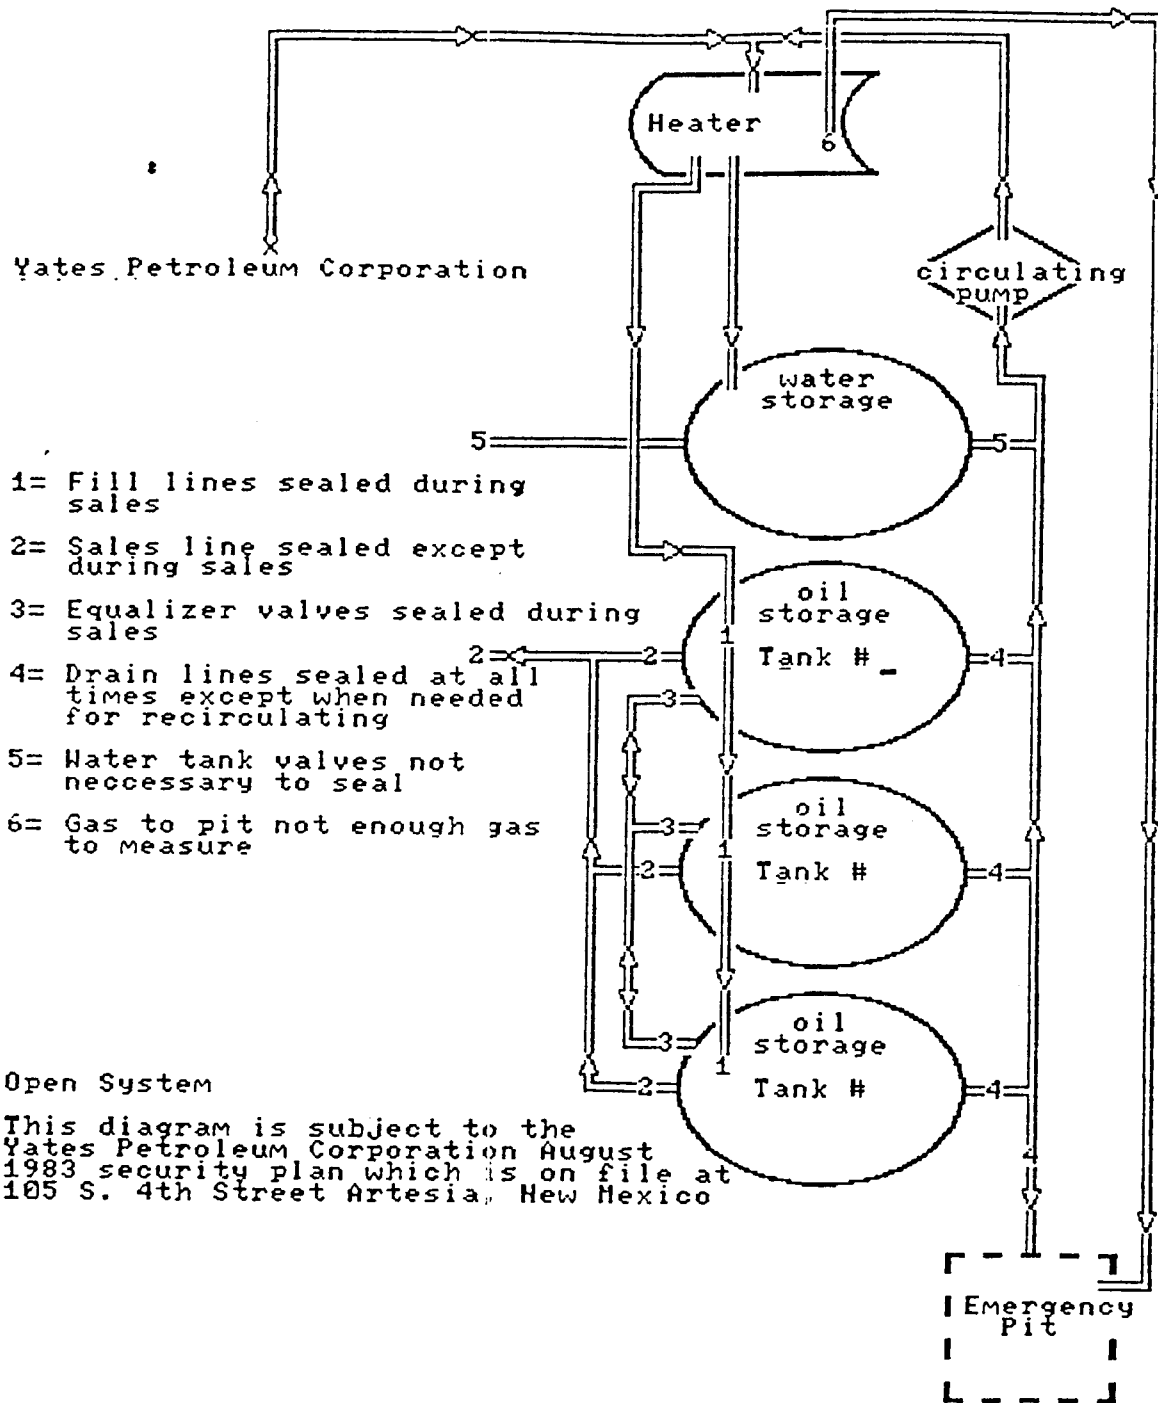 Heater
6
Yates Petroleum Corporation
circulating
pump
water
storage
5
5
1= Fill lines sealed during
sales
2= Sales line sealed except
during sales
3= Equalizer valves sealed during
sales
4= Drain lines sealed at all
times except when needed
for recirculating
5= Water tank valves not
neccessary to seal
6= Gas to pit not enough gas
to measure
oil
storage
1
2
2
Tank #_
4
3
oil
storage
3
1
2
Tank #
4
oil
storage
3
1
2
Tank #
4
Open System
This diagram is subject to the
Yates Petroleum Corporation August
1983 security plan which is on file at
105 S. 4th Street Artesia, New Mexico
4
Emergency
Pit